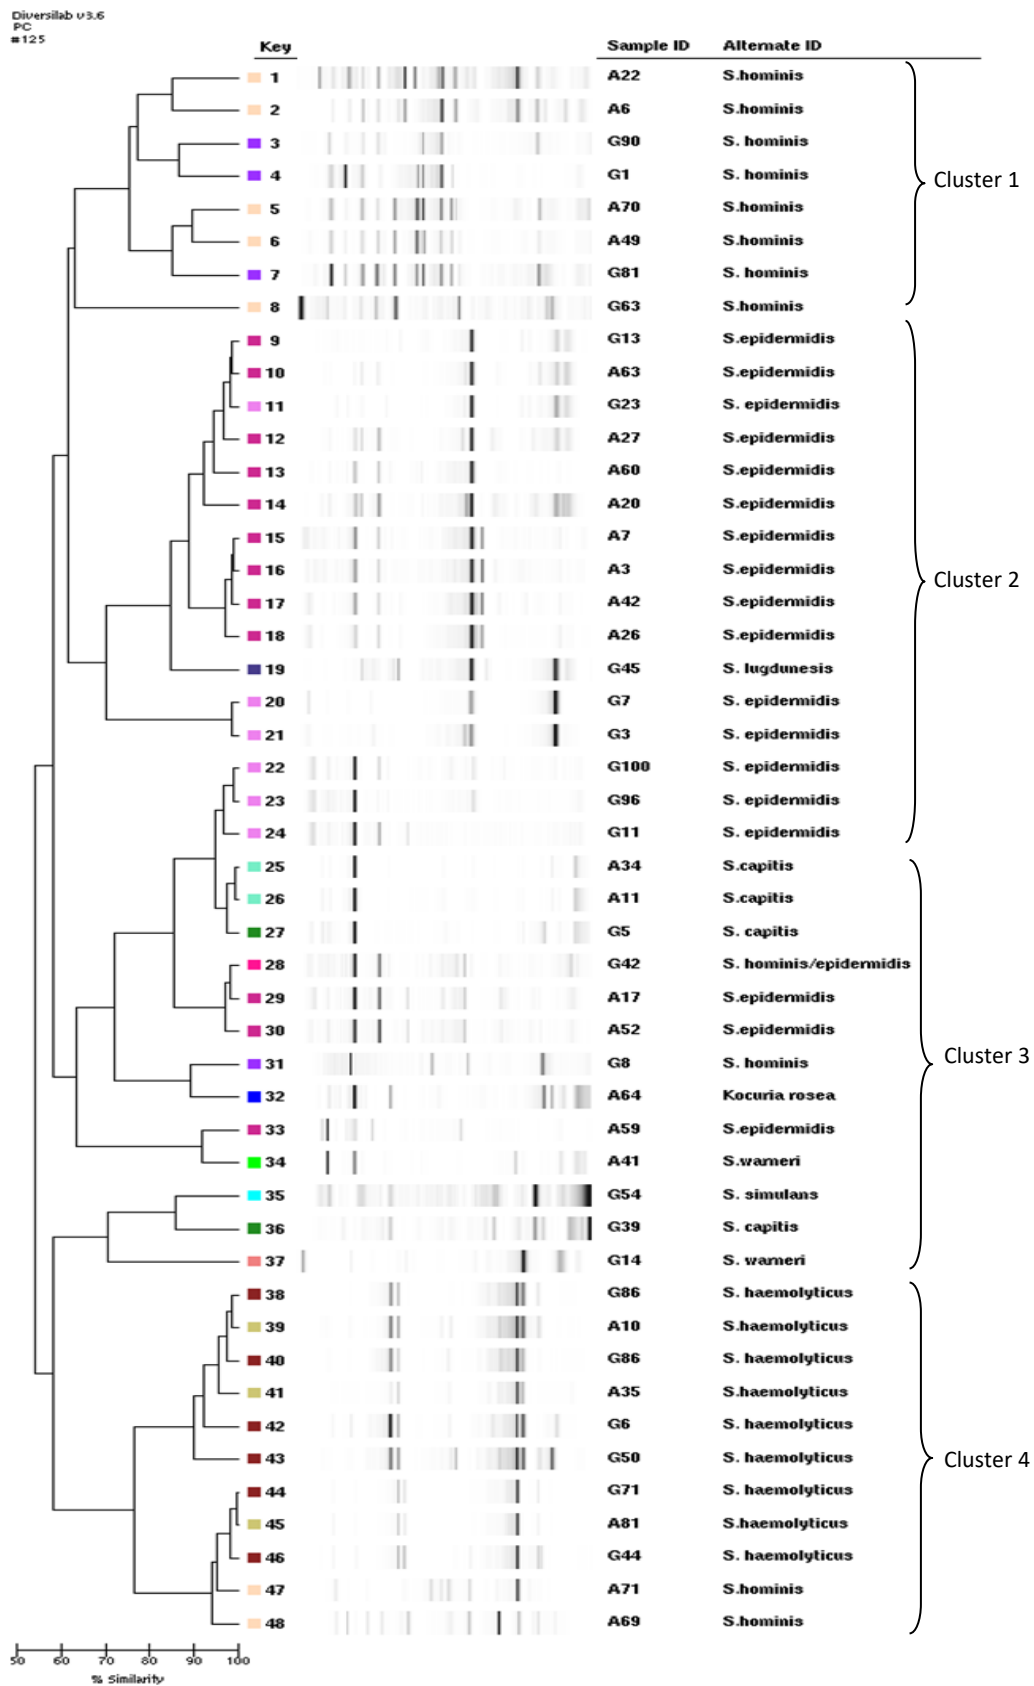 Diversilab v3.6
PC
#125
Key Sample ID Alternate ID
1 A22 S.hominis
2 A6 S.hominis
3 G90 S. hominis
4 G1 S. hominis
Cluster 1
5 A70 S.hominis
6 A49 S.hominis
7 G81 S. hominis
8 G63 S.hominis
9 G13 S.epidermidis
10 A63 S.epidermidis
11 G23 S. epidermidis
12 A27 S.epidermidis
13 A60 S.epidermidis
14 A20 S.epidermidis
15 A7 S.epidermidis
16 A3 S.epidermidis
Cluster 2
17 A42 S.epidermidis
18 A26 S.epidermidis
19 G45 S. lugdunesis
20 G7 S. epidermidis
21 G3 S. epidermidis
22 G100 S. epidermidis
23 G96 S. epidermidis
24 G11 S. epidermidis
25 A34 S.capitis
26 A11 S.capitis
27 G5 S. capitis
28 G42 S. hominis/epidermidis
29 A17 S.epidermidis
30 A52 S.epidermidis
Cluster 3
31 G8 S. hominis
32 A64 Kocuria rosea
33 A59 S.epidermidis
34 A41 S.warneri
35 G54 S. simulans
36 G39 S. capitis
37 G14 S. warneri
38 G86 S. haemolyticus
39 A10 S.haemolyticus
40 G86 S. haemolyticus
41 A35 S.haemolyticus
42 G6 S. haemolyticus
43 G50 S. haemolyticus
Cluster 4
44 G71 S. haemolyticus
45 A81 S.haemolyticus
46 G44 S. haemolyticus
47 A71 S.hominis
48 A69 S.hominis
50 60 70 80 90 100
% Similarity